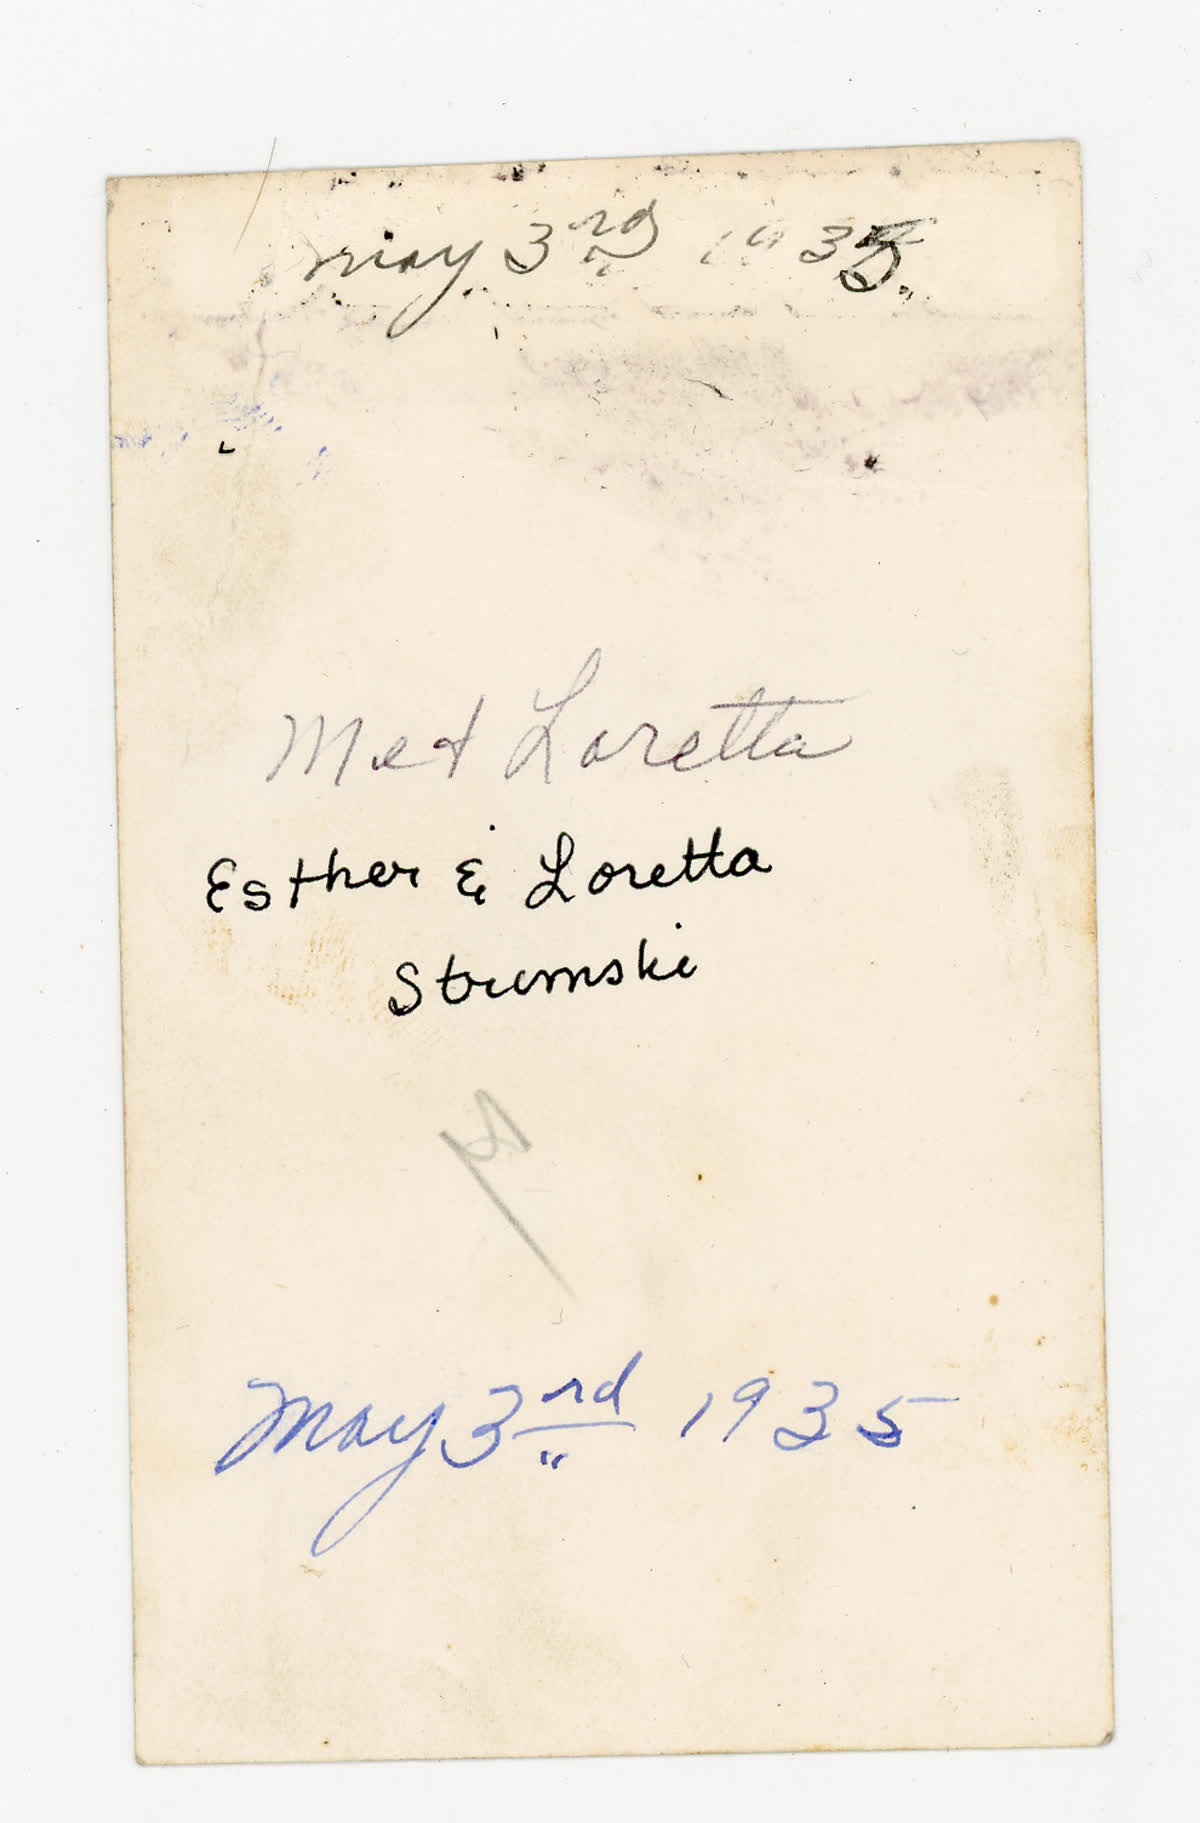 may 3rd 1935.
Me + Loretta
Esther & Loretta
Strumski
May 3rd 1935